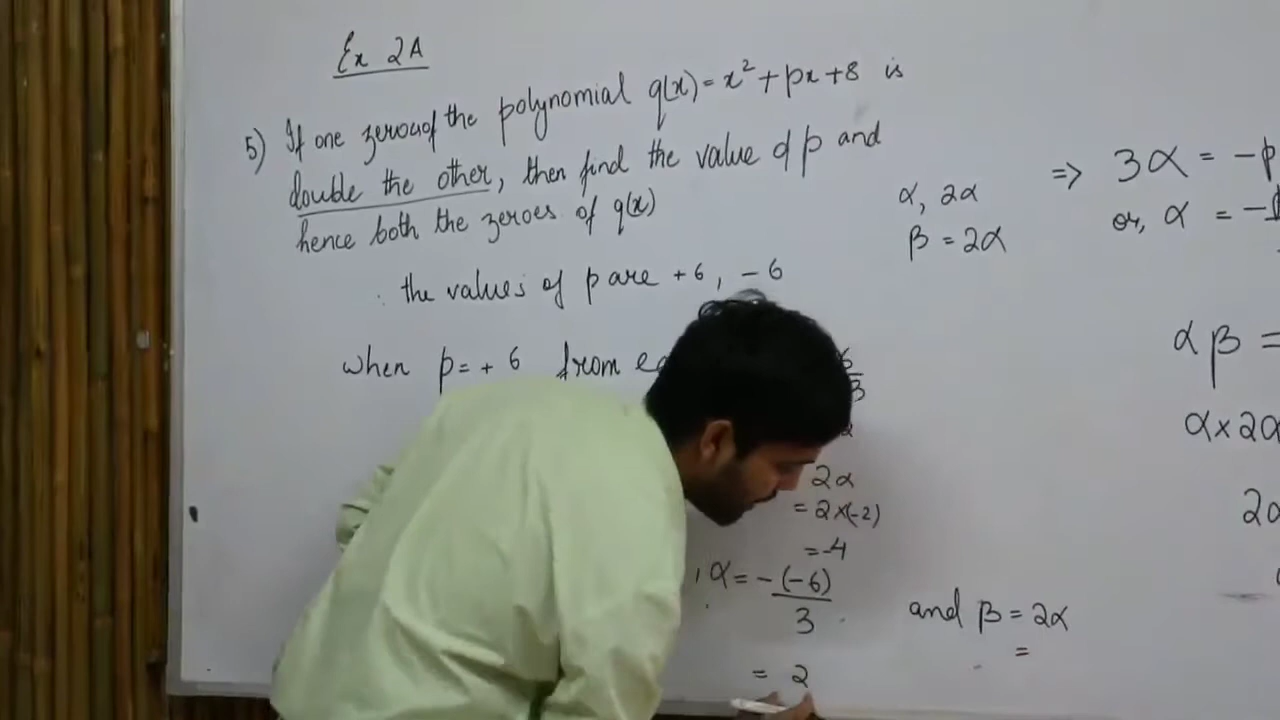 Ex 2A
5) If one zero of the polynomial q(x) = x² + px + 8 is
double the other, then find the value of p and
hence both the zeroes of q(x)
α, 2α
β = 2α
⇒ 3α = -p
or, α = -
∴ the values of p are +6, -6
when p = + 6 from
αβ =
α×2α
2α
= 2×(-2)
= -4
α = -(-6)/3
= 2
and β = 2α
=